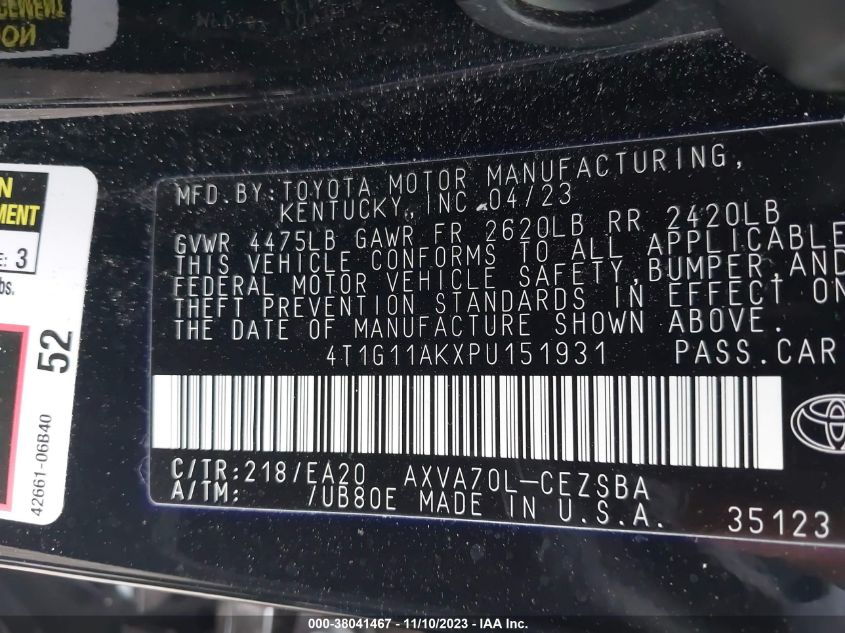 MFD. BY: TOYOTA MOTOR MANUFACTURING,
KENTUCKY, INC. 04/23
GVWR 4475LB GAWR FR 2620LB RR 2420LB
THIS VEHICLE CONFORMS TO ALL APPLICABLE
FEDERAL MOTOR VEHICLE SAFETY, BUMPER, AND
THEFT PREVENTION STANDARDS IN EFFECT ON
THE DATE OF MANUFACTURE SHOWN ABOVE.
4T1G11AKXPU151931 PASS. CAR
C/TR: 218/EA20 AXVA70L-CEZSBA
A/TM: /UB80E MADE IN U.S.A. 35123
MENT
: 3
bs.
52
42661-06B40
000-38041467 - 11/10/2023 - IAA Inc.